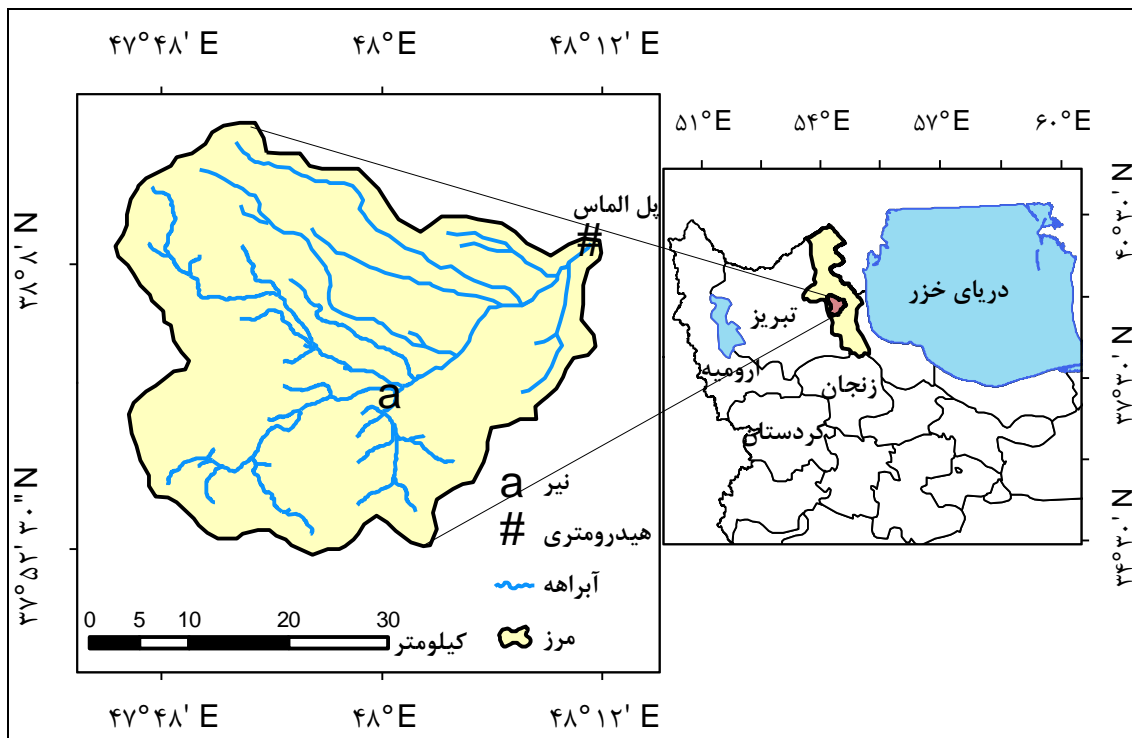 ۴۷°۴۸' E
۴۸°E
۴۸°۱۲' E
۳۸°۸' N
۳۷°۵۲' ۳۰" N
پل الماس
#
a
a نیر
# هیدرومتری
آبراهه
مرز
0 5 10 20 30
کیلومتر
۴۷°۴۸' E
۴۸°E
۴۸°۱۲' E
۵۱°E
۵۴°E
۵۷°E
۶۰°E
۴۰°۳۰' N
۳۷°۳۰' N
۳۴°۳۰' N
دریای خزر
تبریز
ارومیه
زنجان
کردستان